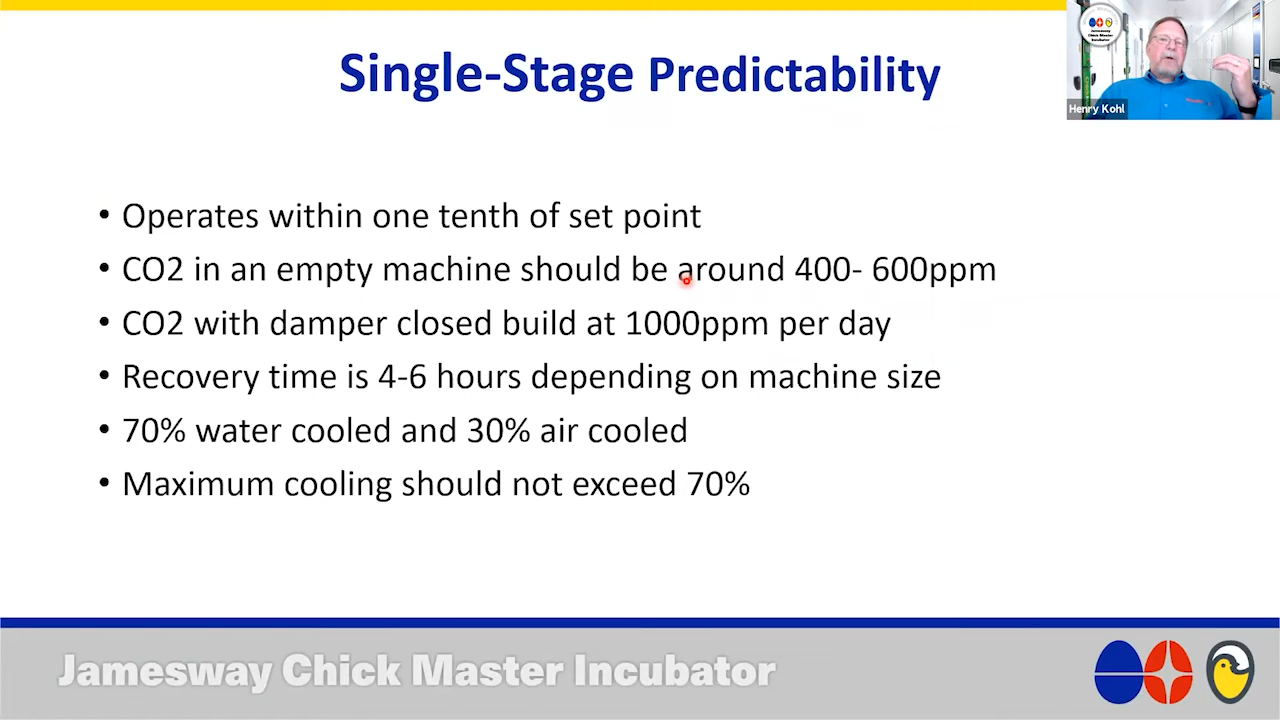 Single-Stage Predictability
Henry Kohl
• Operates within one tenth of set point
• CO2 in an empty machine should be around 400- 600ppm
• CO2 with damper closed build at 1000ppm per day
• Recovery time is 4-6 hours depending on machine size
• 70% water cooled and 30% air cooled
• Maximum cooling should not exceed 70%
Jamesway Chick Master Incubator